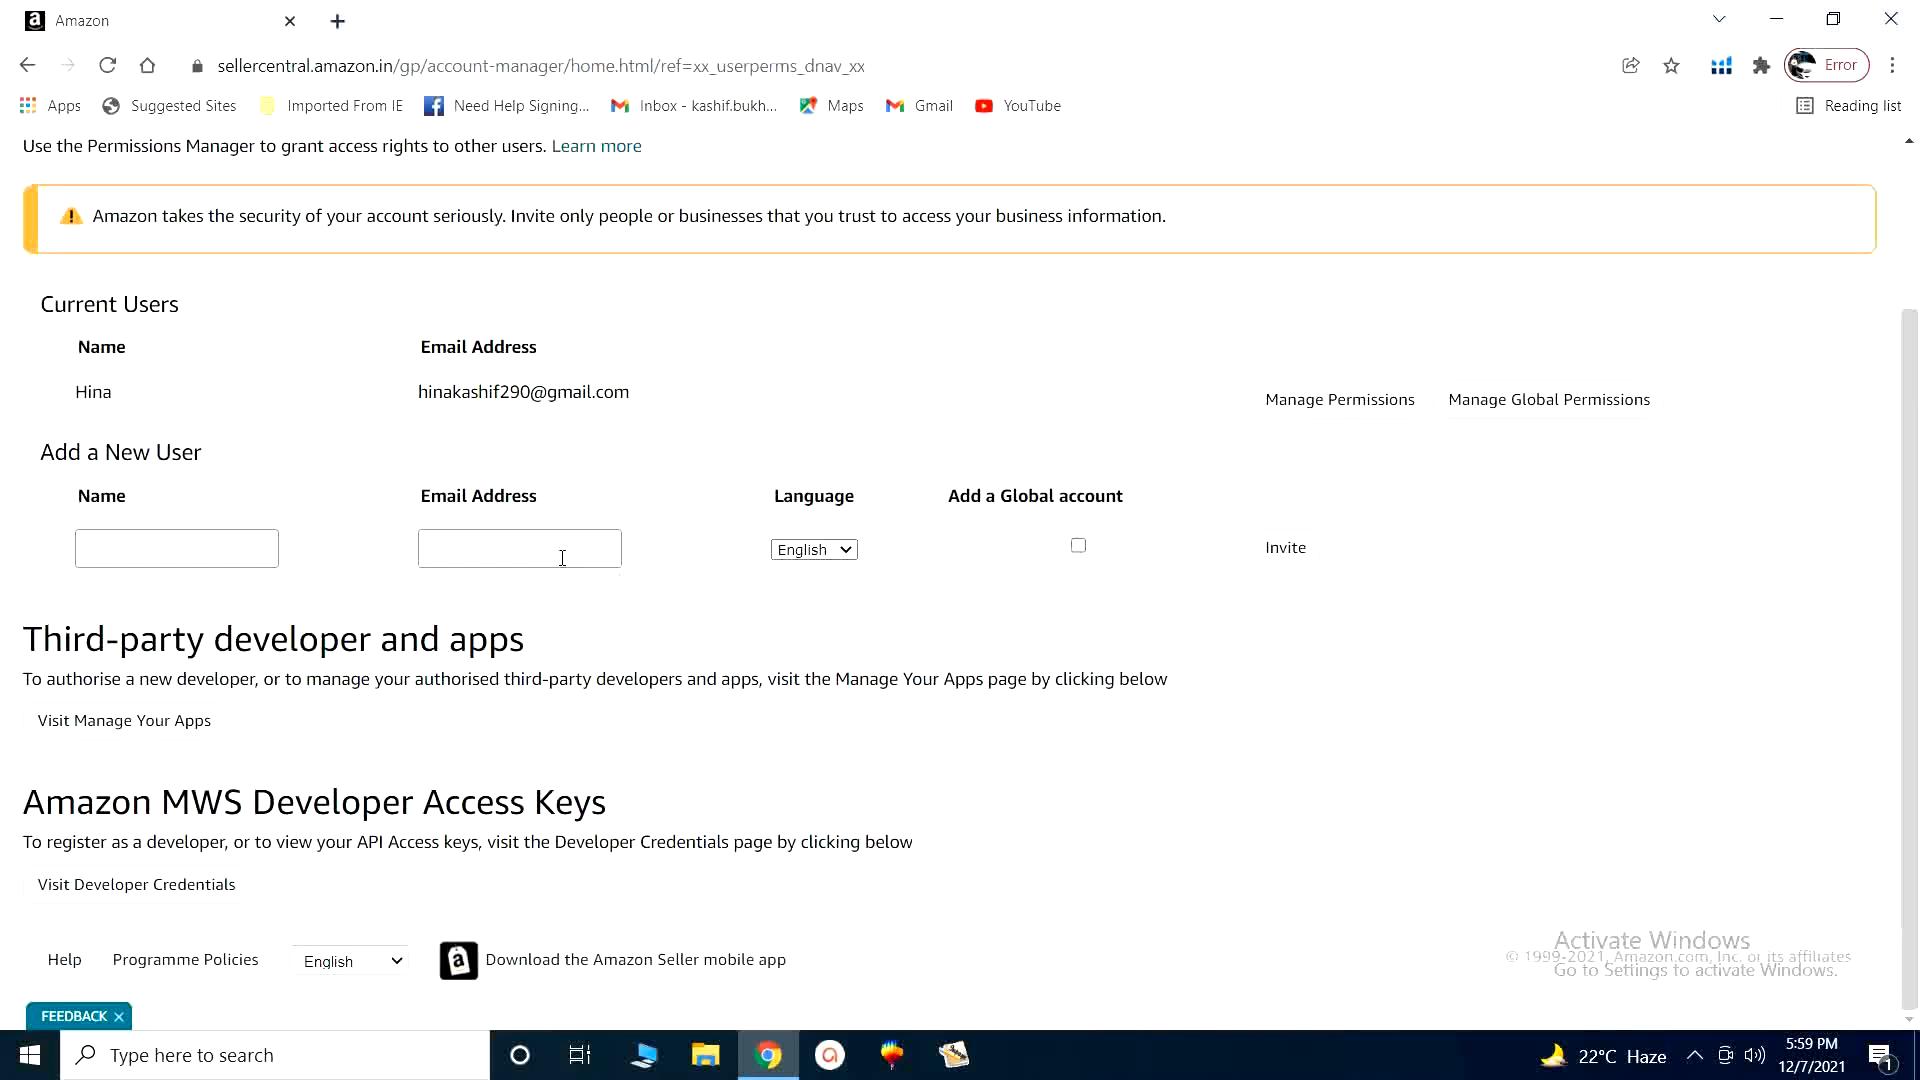 Amazon
sellercentral.amazon.in/gp/account-manager/home.html/ref=xx_userperms_dnav_xx
Error
Apps Suggested Sites Imported From IE Need Help Signing... Inbox - kashif.bukh... Maps Gmail YouTube Reading list
Use the Permissions Manager to grant access rights to other users. Learn more
Amazon takes the security of your account seriously. Invite only people or businesses that you trust to access your business information.
Current Users
Name Email Address
Hina hinakashif290@gmail.com Manage Permissions Manage Global Permissions
Add a New User
Name Email Address Language Add a Global account
English Invite
Third-party developer and apps
To authorise a new developer, or to manage your authorised third-party developers and apps, visit the Manage Your Apps page by clicking below
Visit Manage Your Apps
Amazon MWS Developer Access Keys
To register as a developer, or to view your API Access keys, visit the Developer Credentials page by clicking below
Visit Developer Credentials
Help Programme Policies English Download the Amazon Seller mobile app
Activate Windows
© 1999-2021, Amazon.com, Inc. or its affiliates
Go to Settings to activate Windows.
FEEDBACK
Type here to search
22°C Haze
5:59 PM
12/7/2021
1